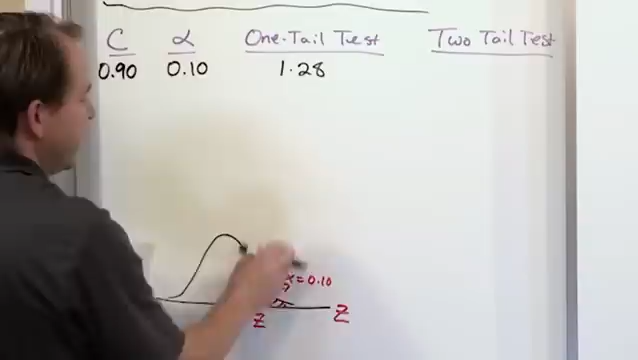 C α One-Tail Test Two Tail Test
0.90 0.10 1.28
α = 0.10
z z